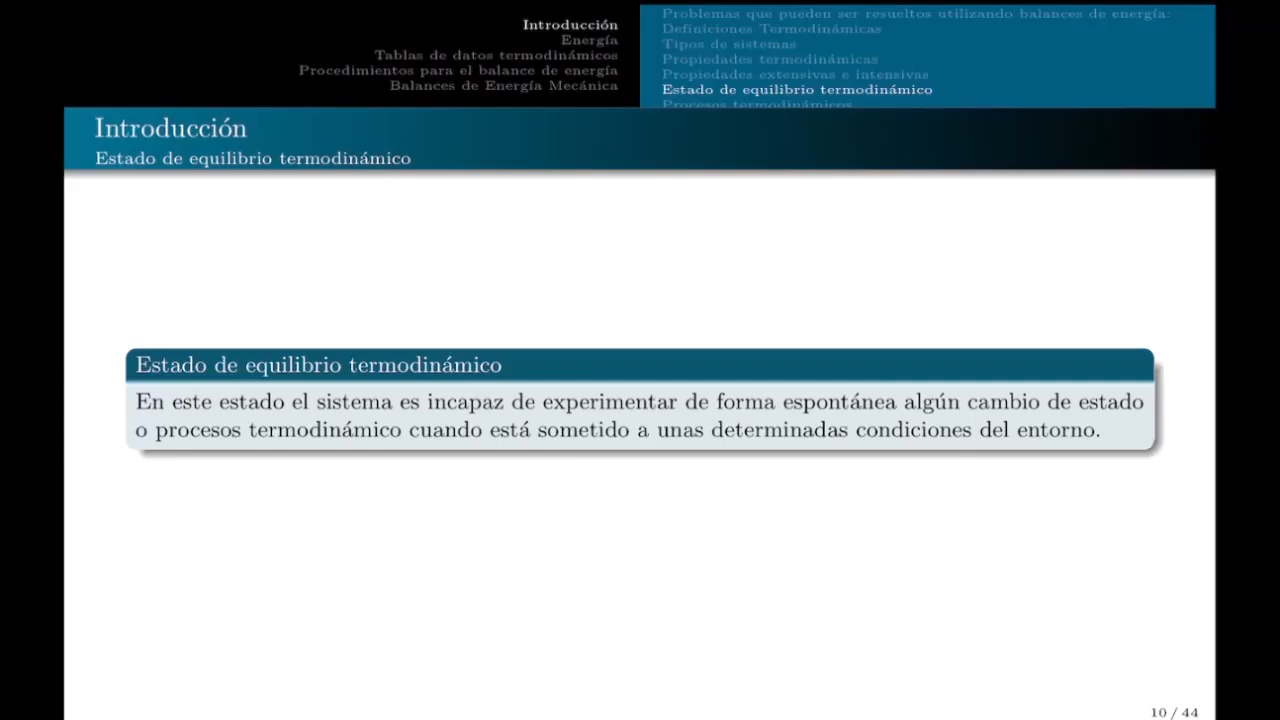 Introducción
Energía
Tablas de datos termodinámicos
Procedimientos para el balance de energía
Balances de Energía Mecánica
Problemas que pueden ser resueltos utilizando balances de energía:
Definiciones Termodinámicas
Tipos de sistemas
Propiedades termodinámicas
Propiedades extensivas e intensivas
Estado de equilibrio termodinámico
Procesos termodinámicos
Introducción
Estado de equilibrio termodinámico
Estado de equilibrio termodinámico
En este estado el sistema es incapaz de experimentar de forma espontánea algún cambio de estado
o procesos termodinámico cuando está sometido a unas determinadas condiciones del entorno.
10 / 44